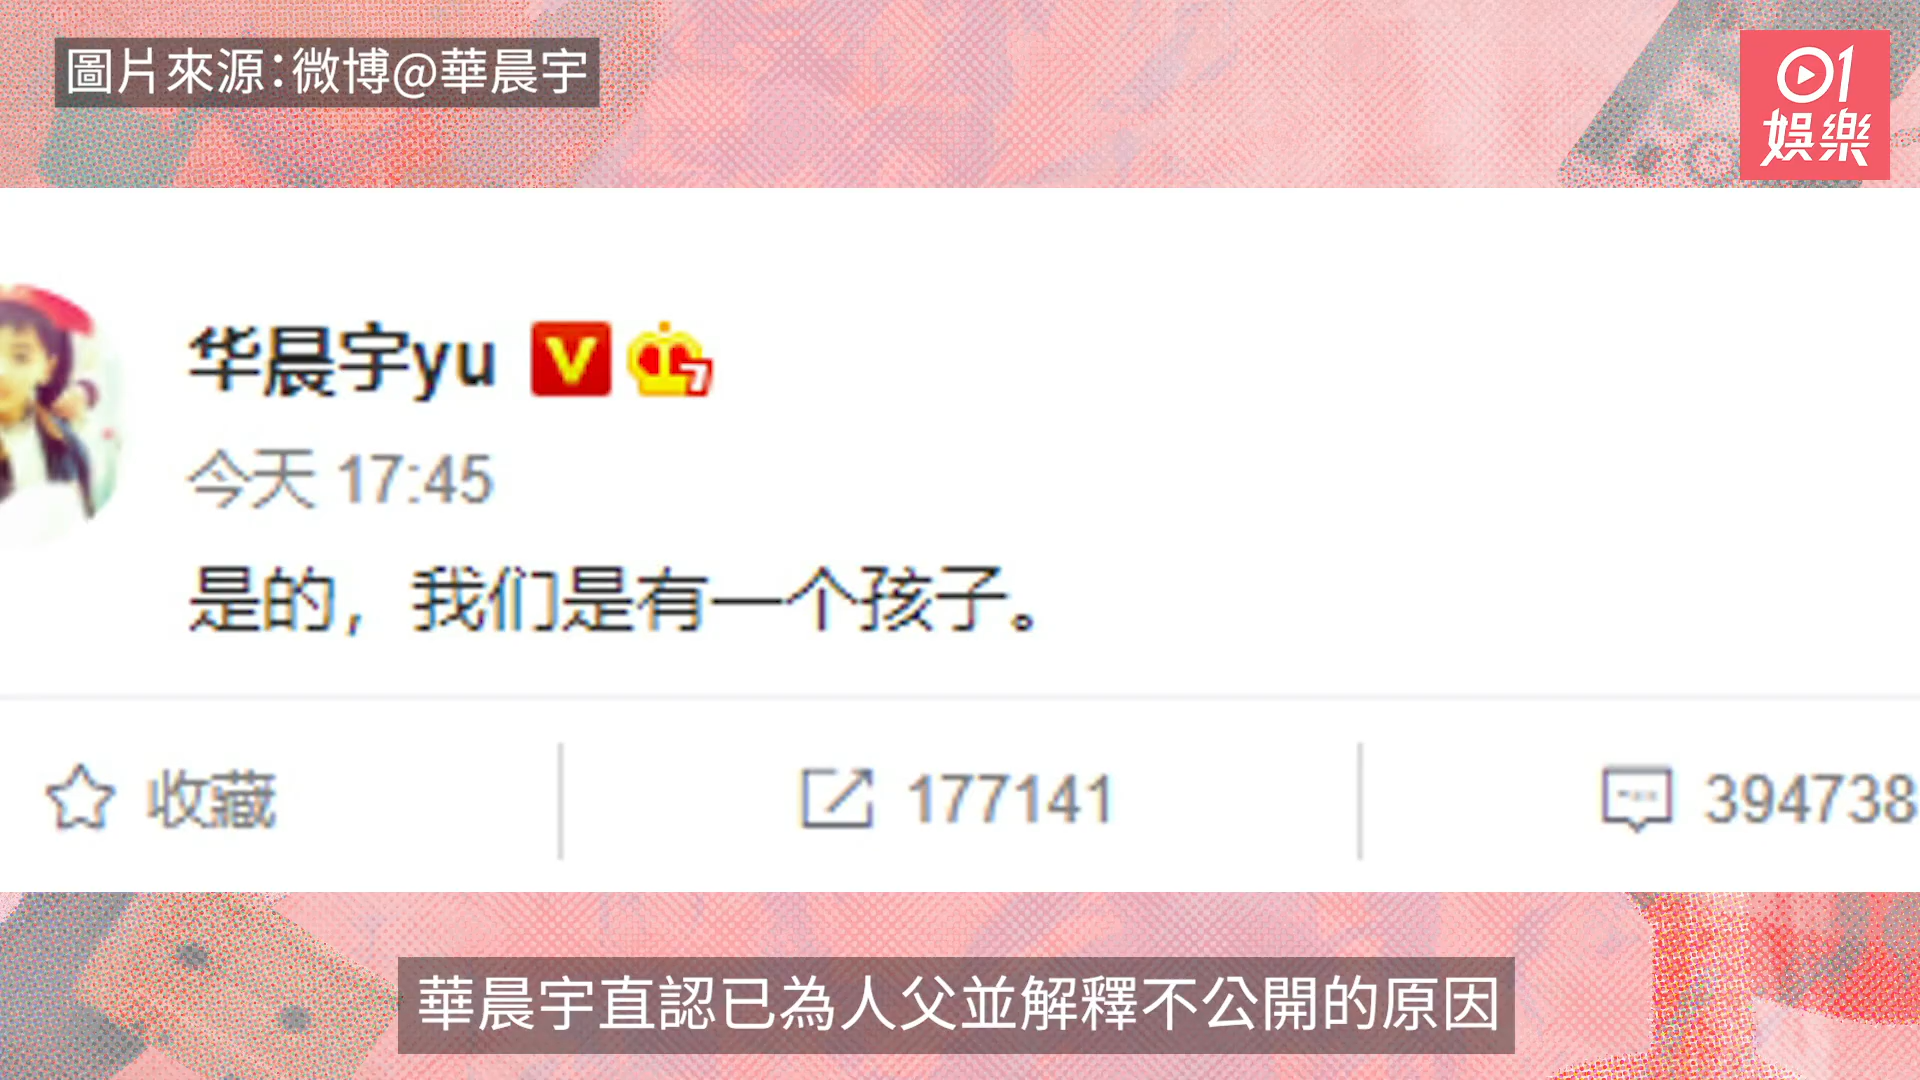 圖片來源：微博@華晨宇
01
娛樂
华晨宇yu V 7
今天 17:45
是的，我们是有一个孩子。
收藏 177141 394738
華晨宇直認已為人父並解釋不公開的原因